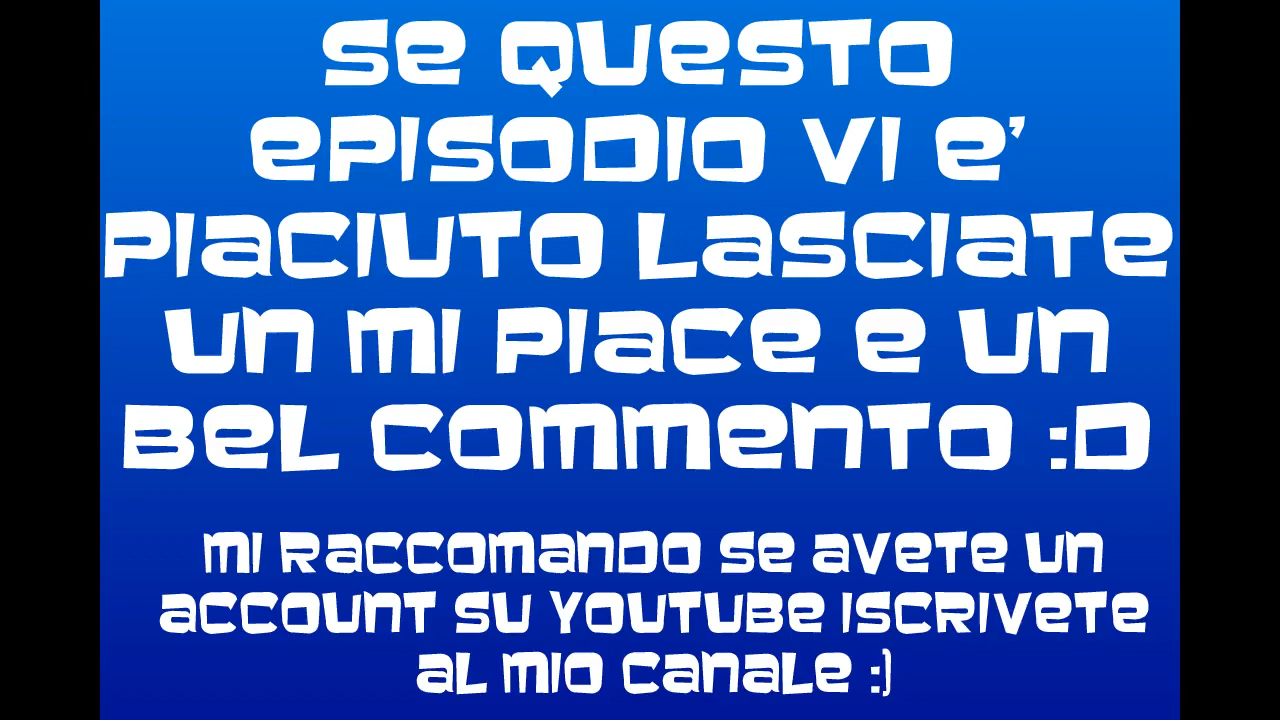 SE QUESTO
EPISODIO VI E'
PIACIUTO LASCIATE
UN MI PIACE E UN
BEL COMMENTO :D
MI RACCOMANDO SE AVETE UN
ACCOUNT SU YOUTUBE ISCRIVETE
AL MIO CANALE :)